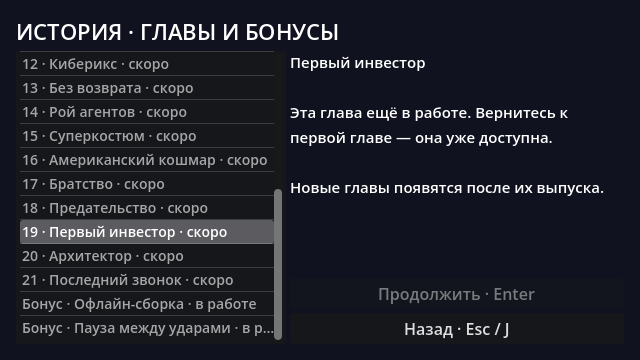 ИСТОРИЯ · ГЛАВЫ И БОНУСЫ
12 · Киберикс · скоро
13 · Без возврата · скоро
14 · Рой агентов · скоро
15 · Суперкостюм · скоро
16 · Американский кошмар · скоро
17 · Братство · скоро
18 · Предательство · скоро
19 · Первый инвестор · скоро
20 · Архитектор · скоро
21 · Последний звонок · скоро
Бонус · Офлайн-сборка · в работе
Бонус · Пауза между ударами · в р...
Первый инвестор
Эта глава ещё в работе. Вернитесь к
первой главе — она уже доступна.
Новые главы появятся после их выпуска.
Продолжить · Enter
Назад · Esc / J